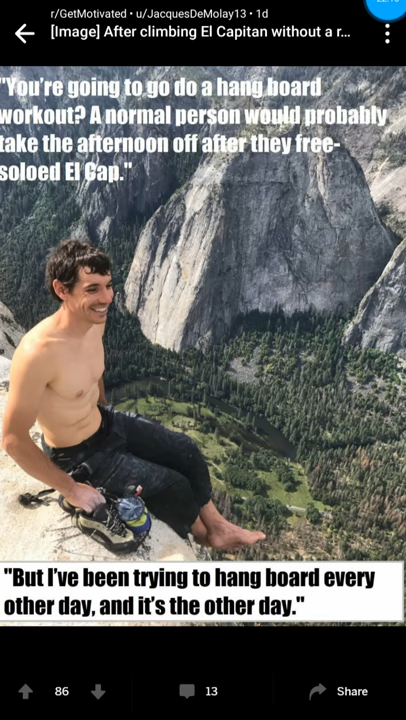 r/GetMotivated • u/JacquesDeMolay13 • 1d
[Image] After climbing El Capitan without a r...
"You're going to go do a hang board
workout? A normal person would probably
take the afternoon off after they free-
soloed El Cap."
"But I've been trying to hang board every
other day, and it's the other day."
86
13
Share